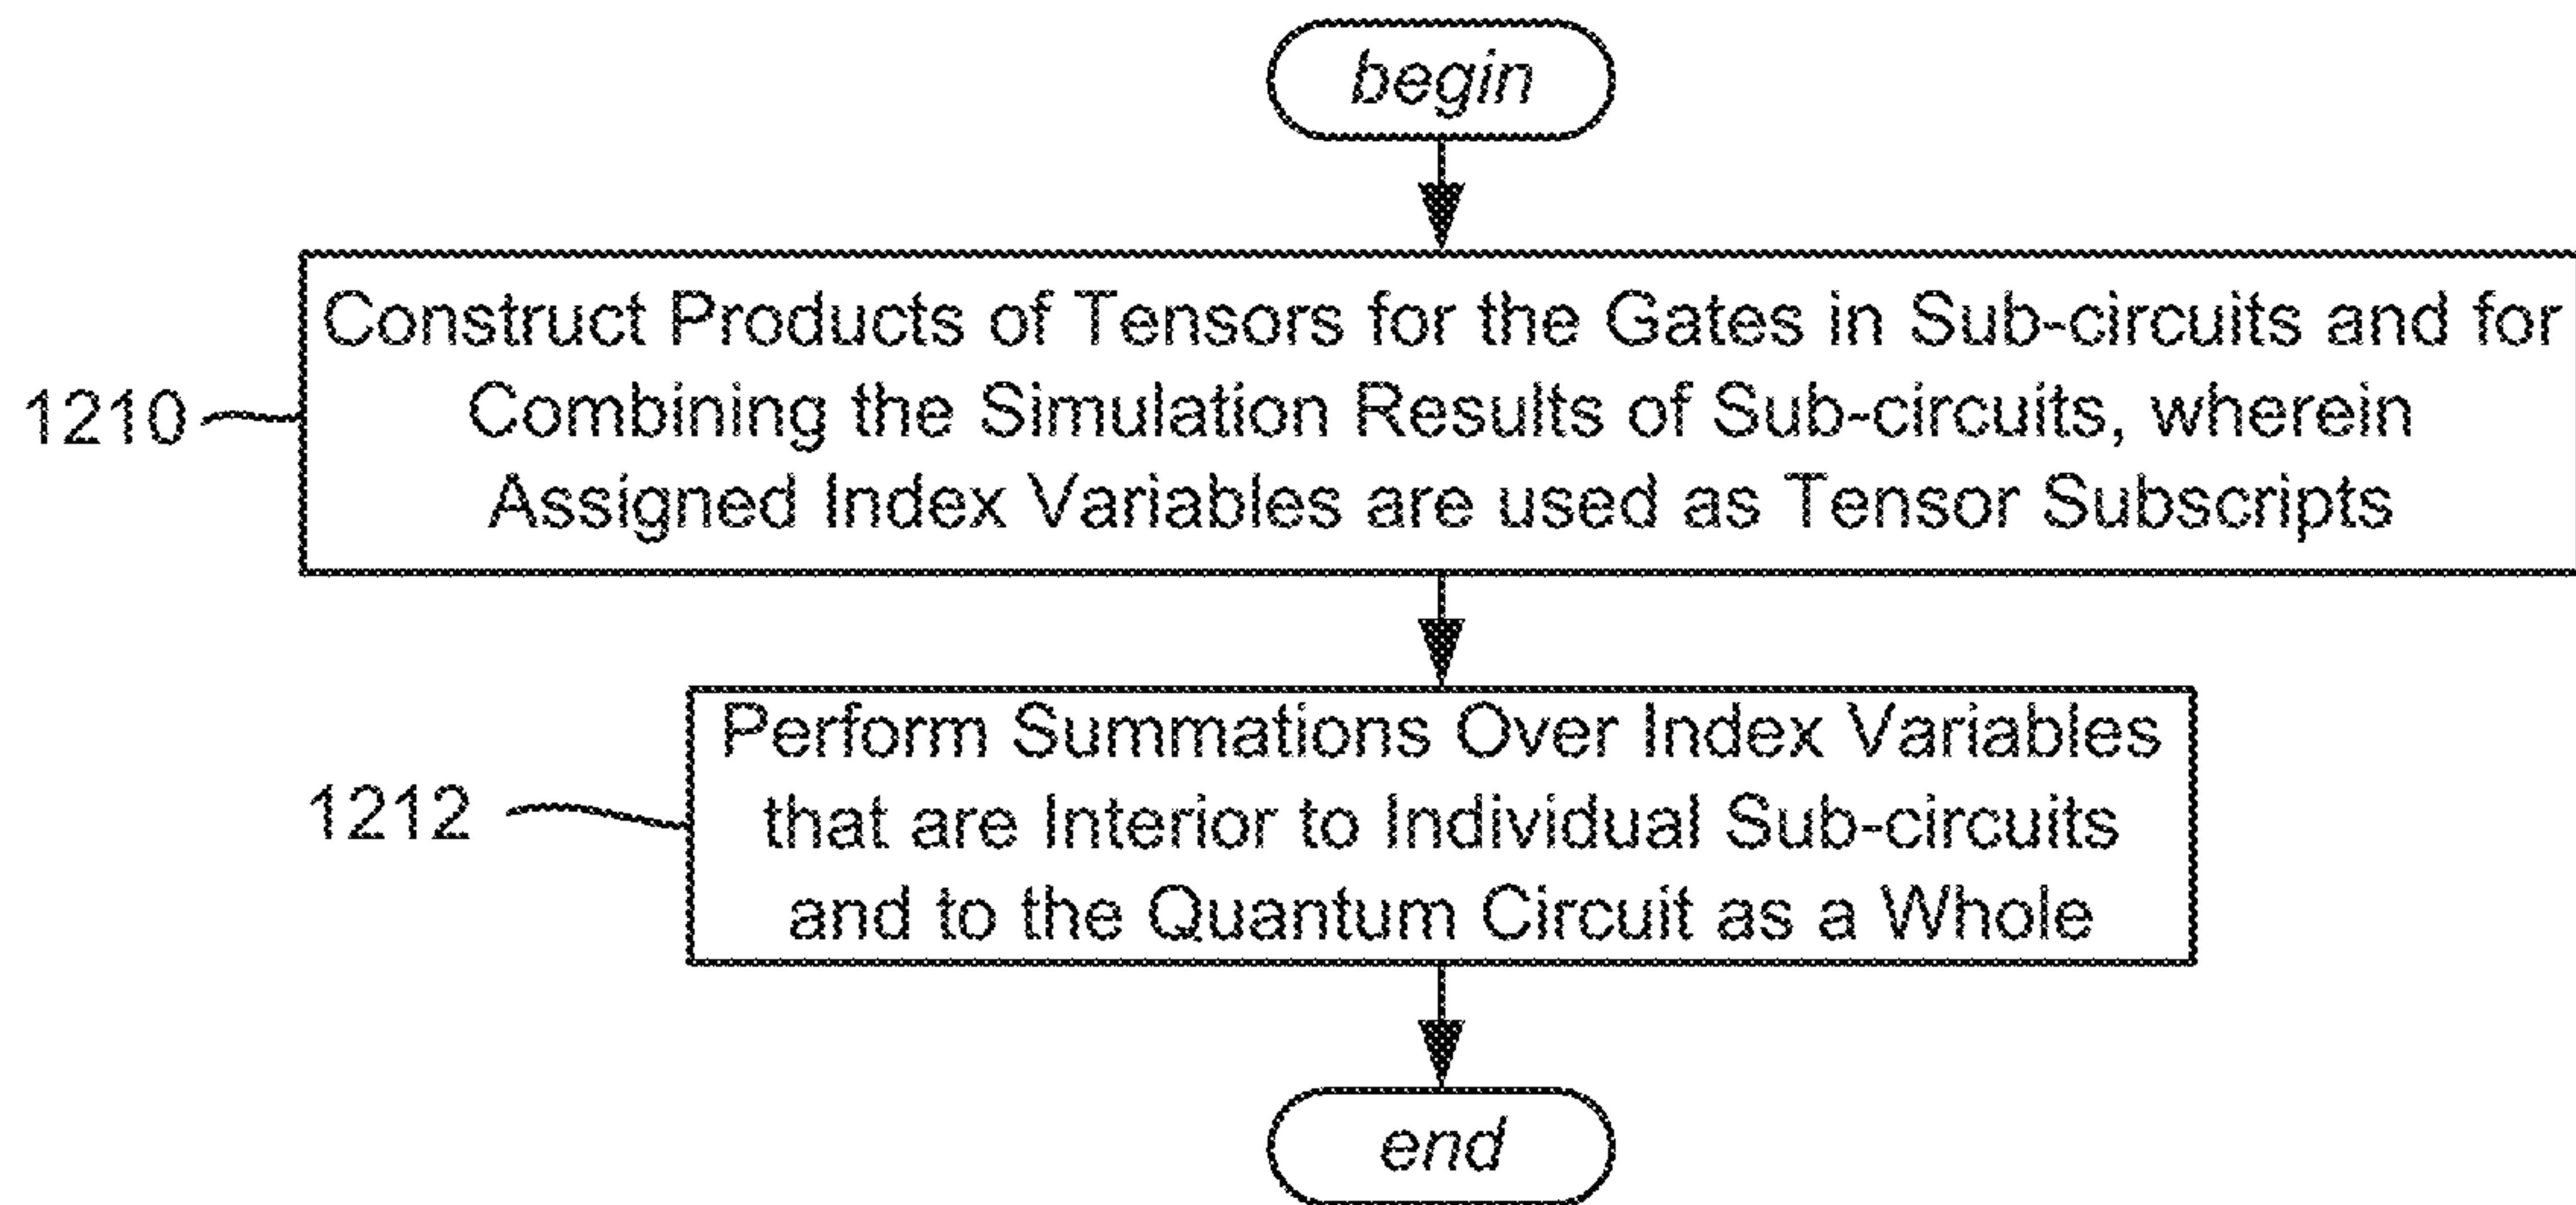 begin
Construct Products of Tensors for the Gates in Sub-circuits and for
Combining the Simulation Results of Sub-circuits, wherein
Assigned Index Variables are used as Tensor Subscripts
1210
Perform Summations Over Index Variables
that are Interior to Individual Sub-circuits
and to the Quantum Circuit as a Whole
1212
end